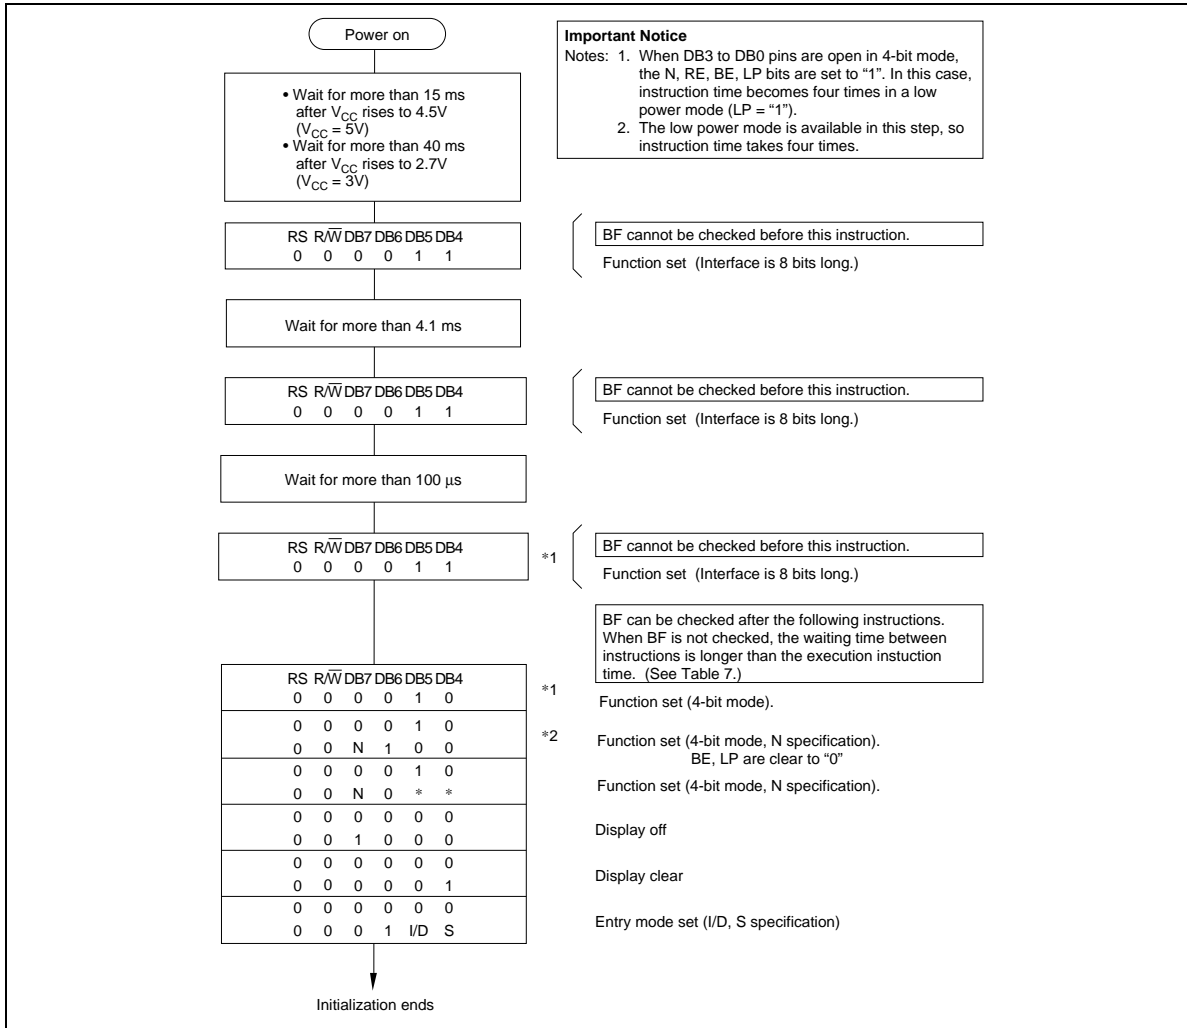 Power on
Important Notice
Notes: 1. When DB3 to DB0 pins are open in 4-bit mode,
the N, RE, BE, LP bits are set to “1”. In this case,
instruction time becomes four times in a low
power mode (LP = “1”).
2. The low power mode is available in this step, so
instruction time takes four times.
• Wait for more than 15 ms
after VCC rises to 4.5V
(VCC = 5V)
• Wait for more than 40 ms
after VCC rises to 2.7V
(VCC = 3V)
RS R/W̅ DB7 DB6 DB5 DB4
0 0 0 0 1 1
BF cannot be checked before this instruction.
Function set (Interface is 8 bits long.)
Wait for more than 4.1 ms
RS R/W̅ DB7 DB6 DB5 DB4
0 0 0 0 1 1
BF cannot be checked before this instruction.
Function set (Interface is 8 bits long.)
Wait for more than 100 µs
RS R/W̅ DB7 DB6 DB5 DB4
0 0 0 0 1 1
*1
BF cannot be checked before this instruction.
Function set (Interface is 8 bits long.)
BF can be checked after the following instructions.
When BF is not checked, the waiting time between
instructions is longer than the execution instuction
time. (See Table 7.)
RS R/W̅ DB7 DB6 DB5 DB4
0 0 0 0 1 0
*1
Function set (4-bit mode).
0 0 0 0 1 0
0 0 N 1 0 0
*2
Function set (4-bit mode, N specification).
BE, LP are clear to “0”
0 0 0 0 1 0
0 0 N 0 * *
Function set (4-bit mode, N specification).
0 0 0 0 0 0
0 0 1 0 0 0
Display off
0 0 0 0 0 0
0 0 0 0 0 1
Display clear
0 0 0 0 0 0
0 0 0 1 I/D S
Entry mode set (I/D, S specification)
Initialization ends